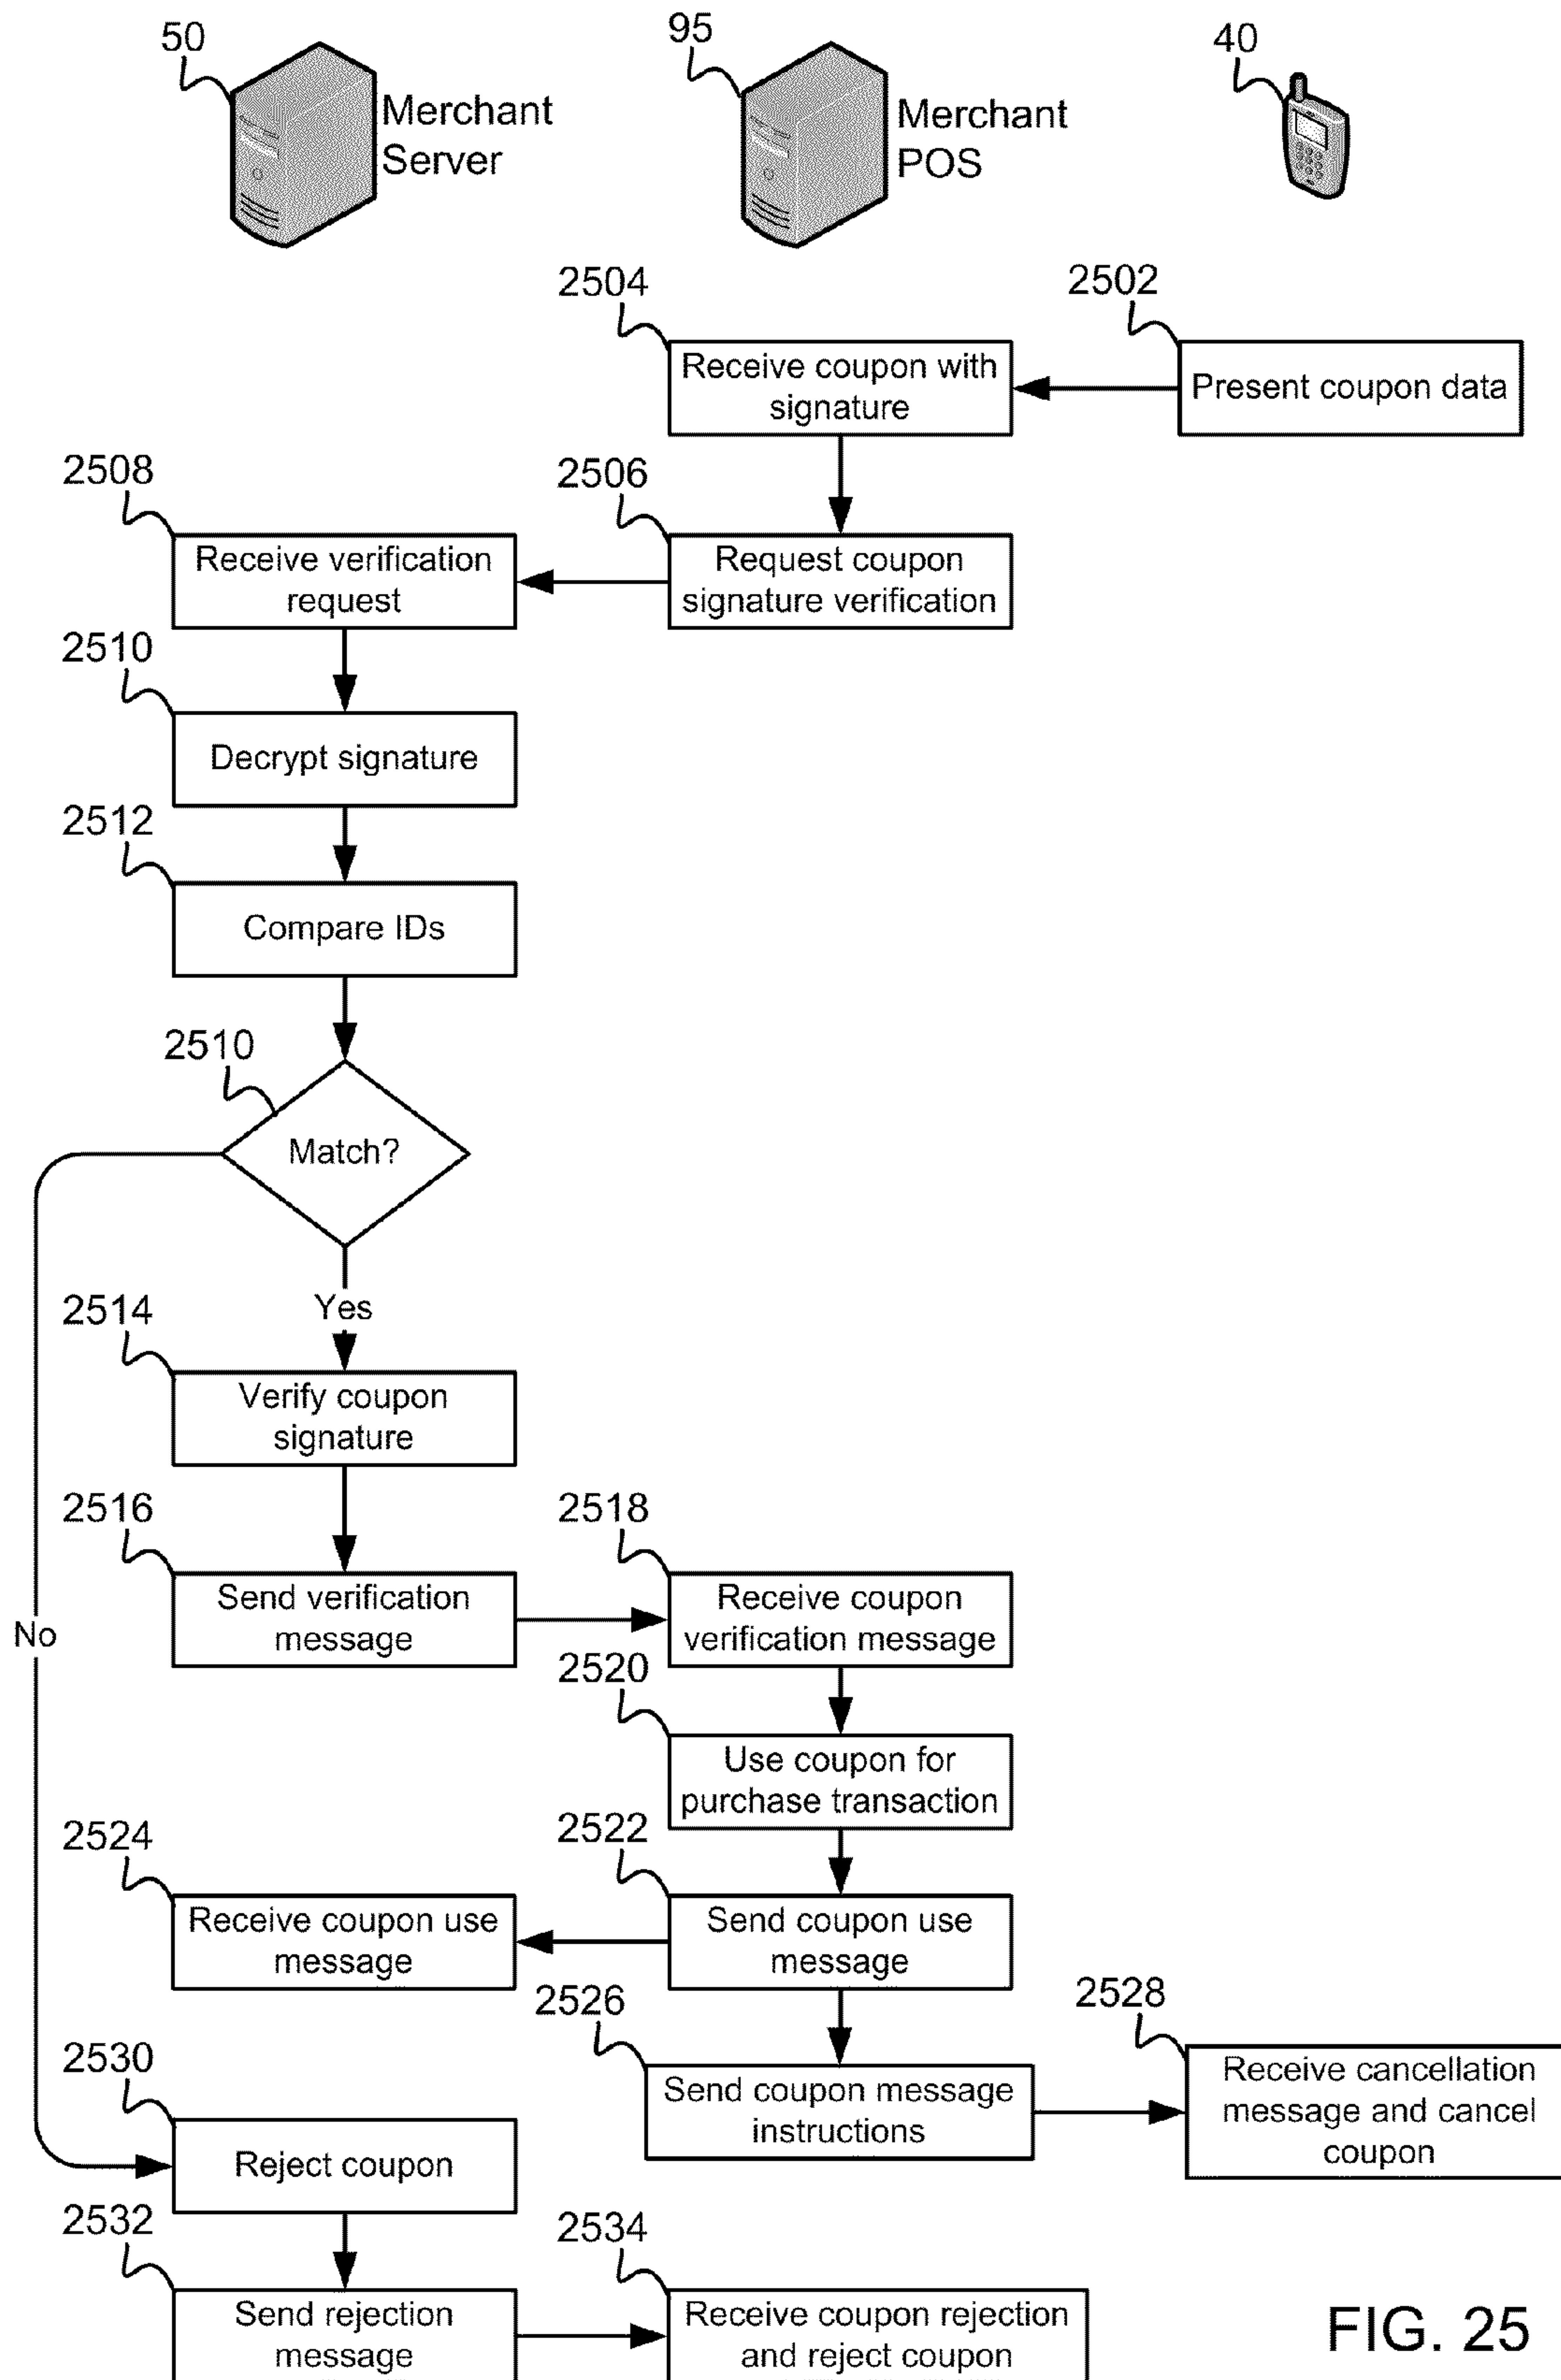 50
Merchant
Server
95
Merchant
POS
40
2504
Receive coupon with
signature
2502
Present coupon data
2508
Receive verification
request
2506
Request coupon
signature verification
2510
Decrypt signature
2512
Compare IDs
2510
Match?
Yes
No
2514
Verify coupon
signature
2516
Send verification
message
2518
Receive coupon
verification message
2520
Use coupon for
purchase transaction
2524
Receive coupon use
message
2522
Send coupon use
message
2526
Send coupon message
instructions
2528
Receive cancellation
message and cancel
coupon
2530
Reject coupon
2532
Send rejection
message
2534
Receive coupon rejection
and reject coupon
FIG. 25